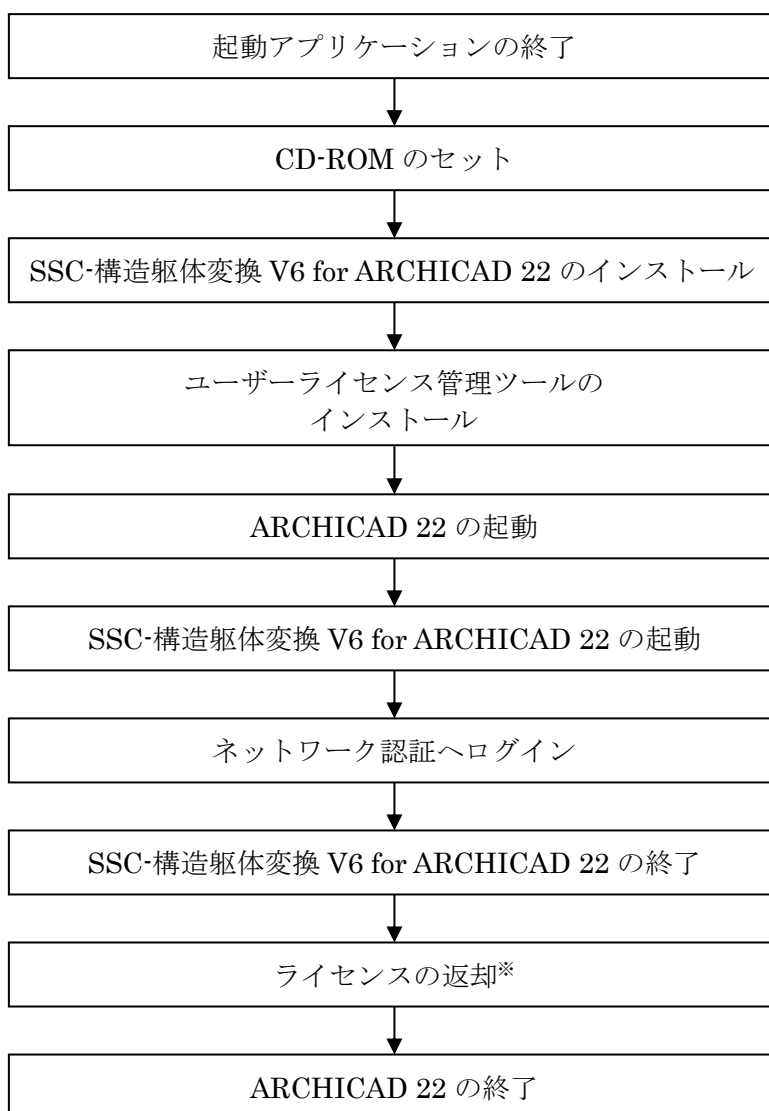 起動アプリケーションの終了
CD-ROM のセット
SSC-構造躯体変換 V6 for ARCHICAD 22 のインストール
ユーザーライセンス管理ツールの
インストール
ARCHICAD 22 の起動
SSC-構造躯体変換 V6 for ARCHICAD 22 の起動
ネットワーク認証へログイン
SSC-構造躯体変換 V6 for ARCHICAD 22 の終了
ライセンスの返却※
ARCHICAD 22 の終了